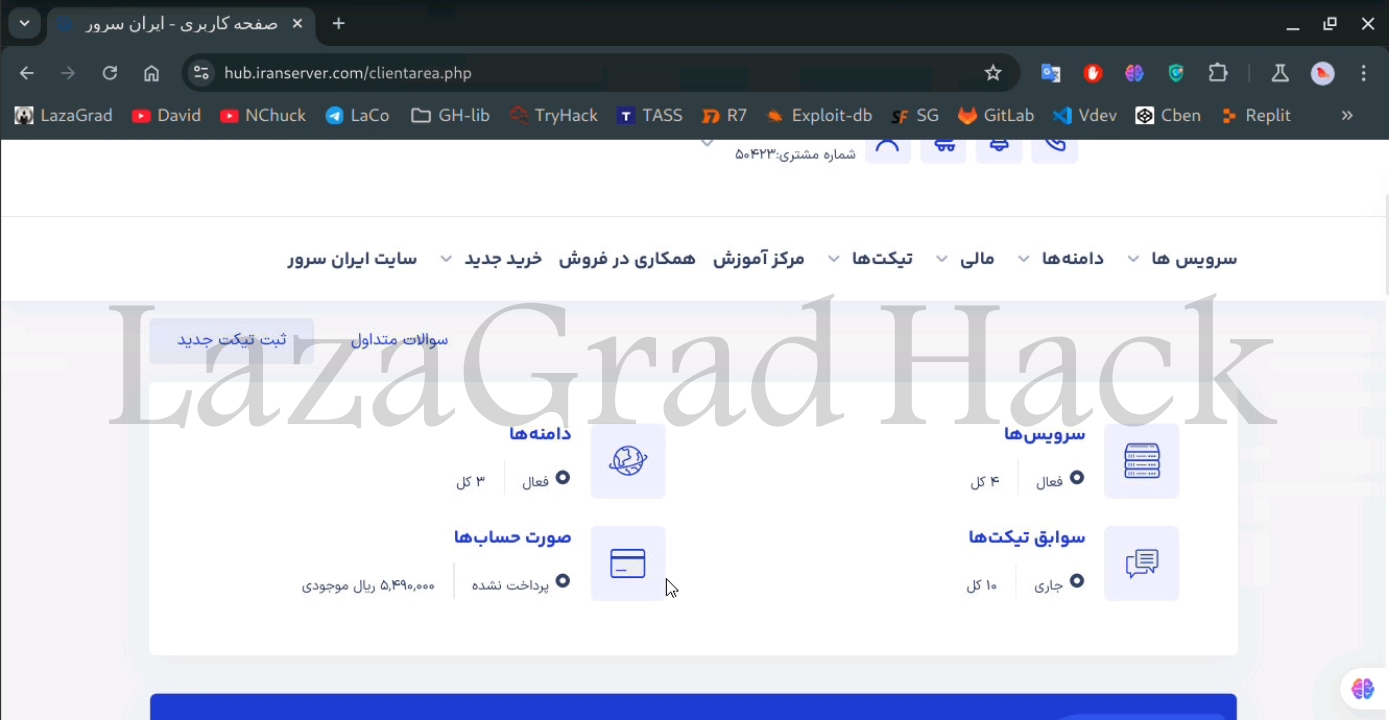 صفحه کاربری - ایران سرور
hub.iranserver.com/clientarea.php
LazaGrad David NChuck LaCo GH-lib TryHack TASS R7 Exploit-db SG GitLab Vdev Cben Replit »
شماره مشتری:۵۰۴۲۳
سرویس ها دامنه‌ها مالی تیکت‌ها مرکز آموزش همکاری در فروش خرید جدید سایت ایران سرور
سوالات متداول ثبت تیکت جدید
LazaGrad Hack
سرویس‌ها
فعال ۴ کل
دامنه‌ها
فعال ۳ کل
سوابق تیکت‌ها
جاری ۱۰ کل
صورت حساب‌ها
پرداخت نشده ۵,۴۹۰,۰۰۰ ریال موجودی